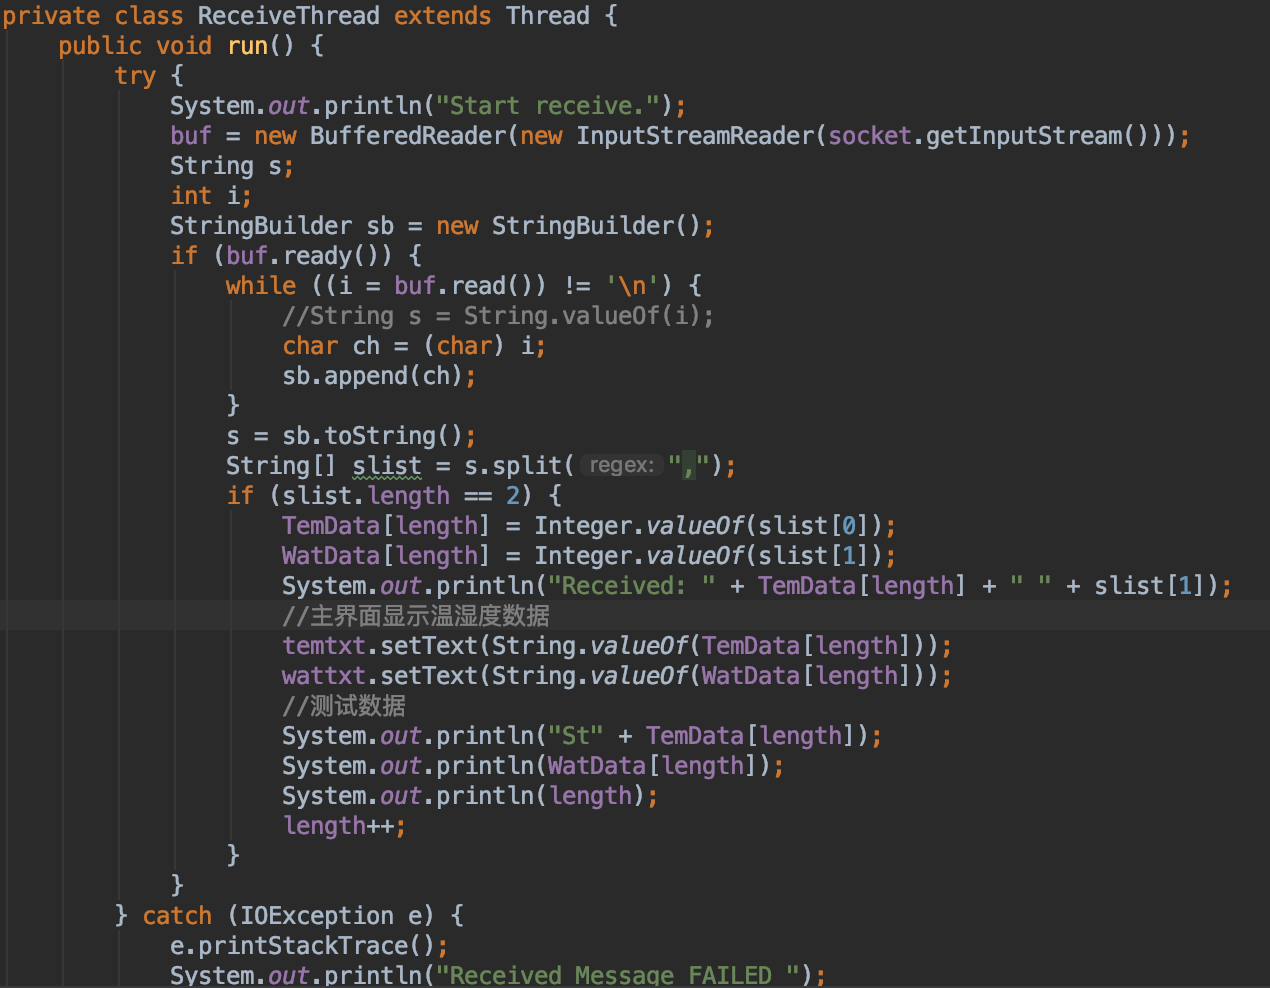 private class ReceiveThread extends Thread {
public void run() {
try {
System.out.println("Start receive.");
buf = new BufferedReader(new InputStreamReader(socket.getInputStream()));
String s;
int i;
StringBuilder sb = new StringBuilder();
if (buf.ready()) {
while ((i = buf.read()) != '\n') {
//String s = String.valueOf(i);
char ch = (char) i;
sb.append(ch);
}
s = sb.toString();
String[] slist = s.split( regex: ",");
if (slist.length == 2) {
TemData[length] = Integer.valueOf(slist[0]);
WatData[length] = Integer.valueOf(slist[1]);
System.out.println("Received: " + TemData[length] + " " + slist[1]);
//主界面显示温湿度数据
temtxt.setText(String.valueOf(TemData[length]));
wattxt.setText(String.valueOf(WatData[length]));
//测试数据
System.out.println("St" + TemData[length]);
System.out.println(WatData[length]);
System.out.println(length);
length++;
}
}
} catch (IOException e) {
e.printStackTrace();
System.out.println("Received Message FAILED ");